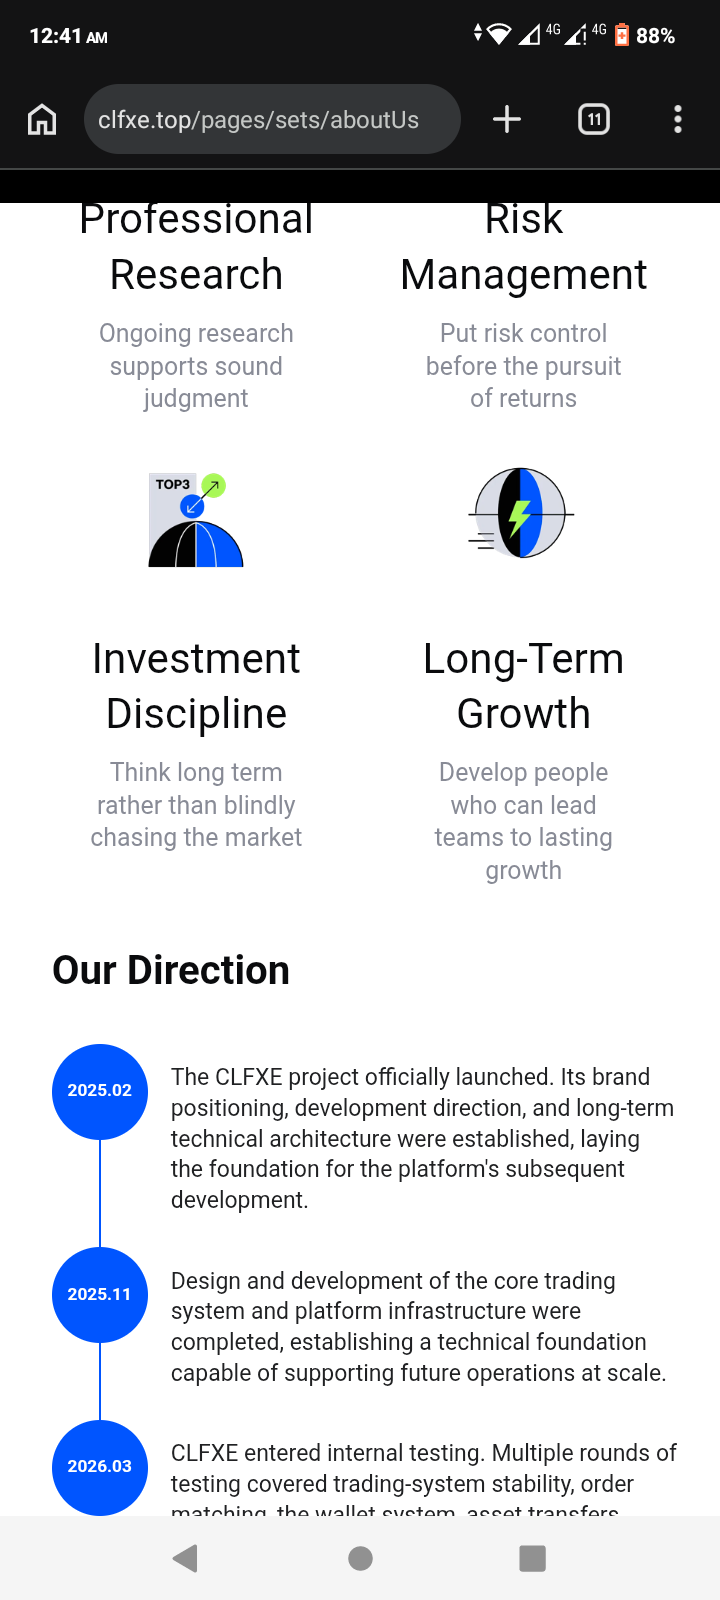 12:41 AM
4G 4G 88%
clfxe.top/pages/sets/aboutUs
11
Professional
Research
Ongoing research
supports sound
judgment
Risk
Management
Put risk control
before the pursuit
of returns
TOP3
Investment
Discipline
Think long term
rather than blindly
chasing the market
Long-Term
Growth
Develop people
who can lead
teams to lasting
growth
Our Direction
2025.02
The CLFXE project officially launched. Its brand
positioning, development direction, and long-term
technical architecture were established, laying
the foundation for the platform's subsequent
development.
2025.11
Design and development of the core trading
system and platform infrastructure were
completed, establishing a technical foundation
capable of supporting future operations at scale.
2026.03
CLFXE entered internal testing. Multiple rounds of
testing covered trading-system stability, order
matching, the wallet system, asset transfers